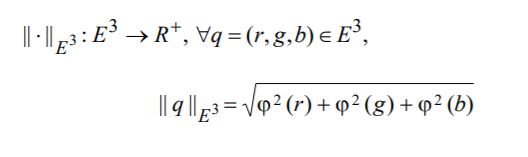 ‖·‖_{E^3} : E^3 → R^+, ∀q = (r,g,b) ∈ E^3,
‖q‖_{E^3} = √(φ^2(r) + φ^2(g) + φ^2(b))